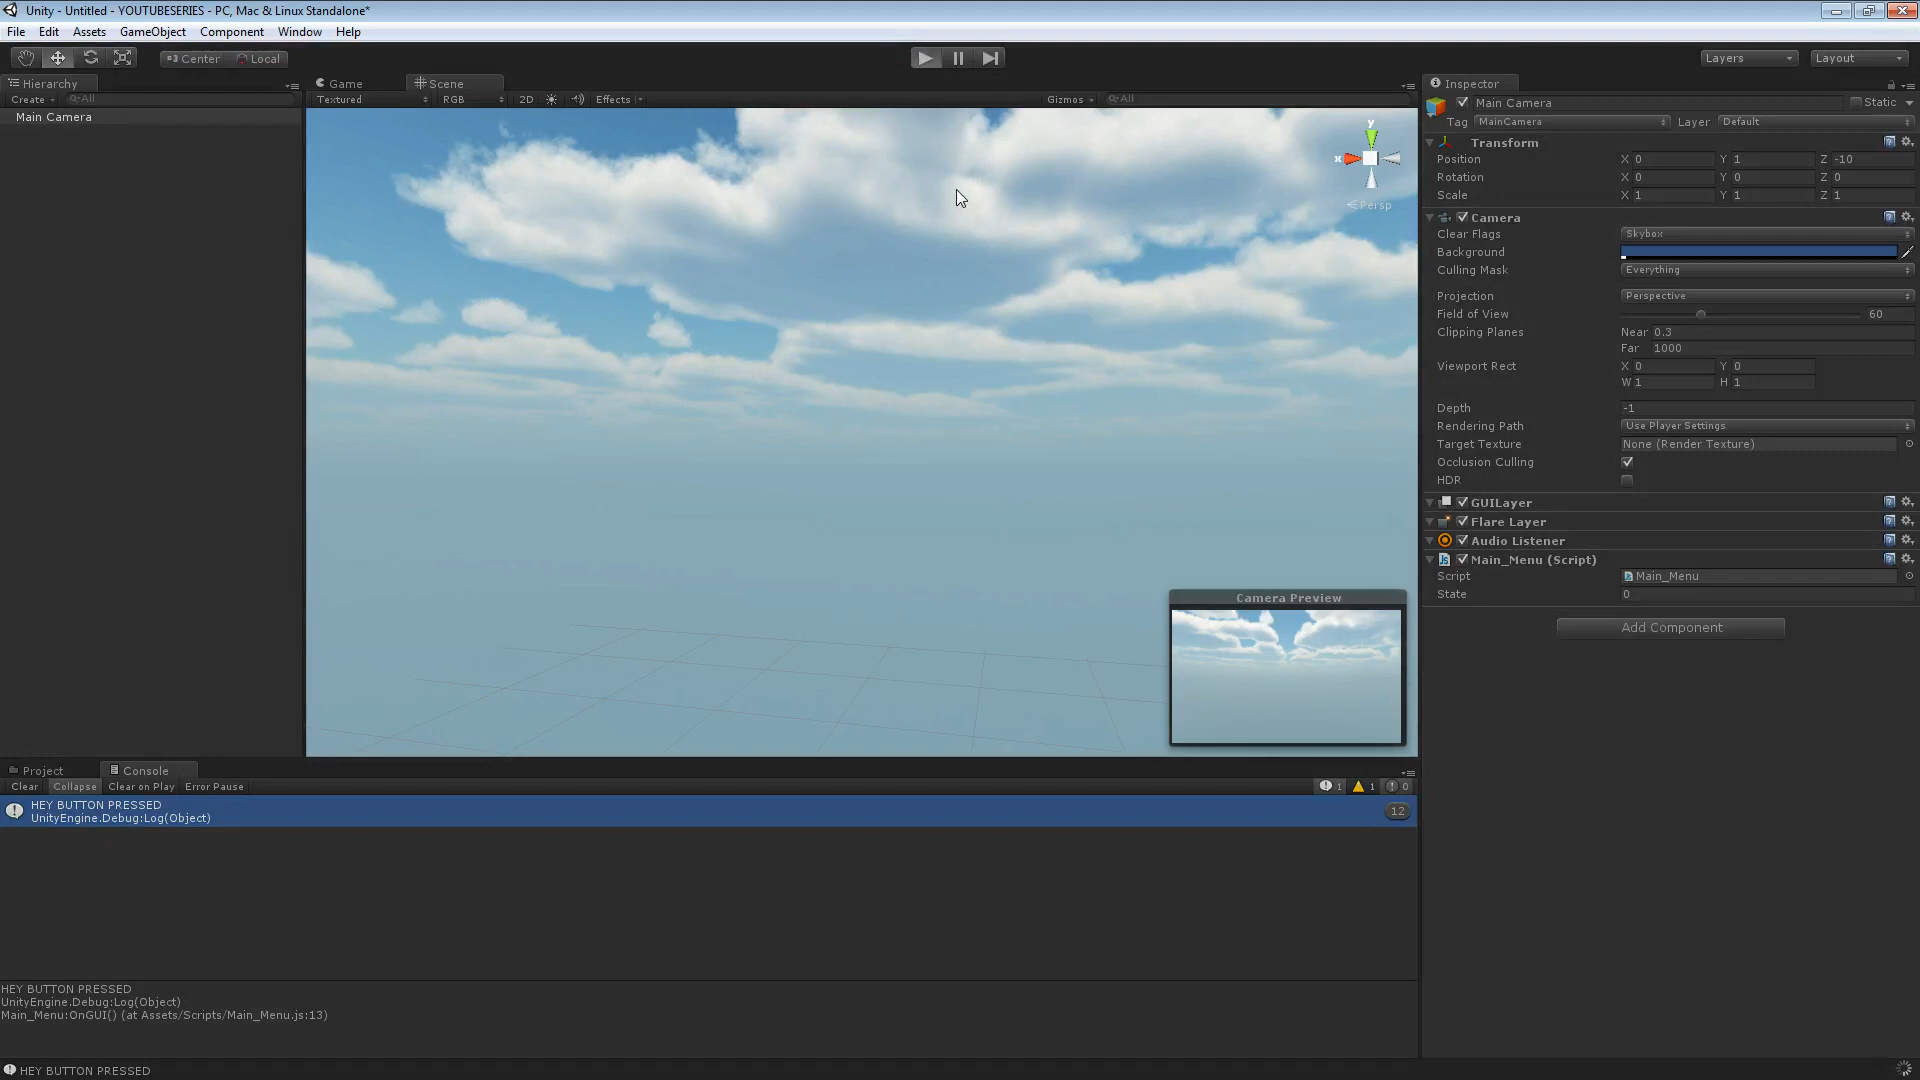 Unity - Untitled - YOUTUBESERIES - PC, Mac & Linux Standalone*
File Edit Assets GameObject Component Window Help
Center Local Layers Layout
Hierarchy
Create All
Main Camera
Game Scene
Textured RGB 2D Effects Gizmos All
y
x
Persp
Camera Preview
Inspector
Main Camera Static
Tag MainCamera Layer Default
Transform
Position X 0 Y 1 Z -10
Rotation X 0 Y 0 Z 0
Scale X 1 Y 1 Z 1
Camera
Clear Flags Skybox
Background
Culling Mask Everything
Projection Perspective
Field of View 60
Clipping Planes Near 0.3
Far 1000
Viewport Rect X 0 Y 0
W 1 H 1
Depth -1
Rendering Path Use Player Settings
Target Texture None (Render Texture)
Occlusion Culling
HDR
GUILayer
Flare Layer
Audio Listener
Main_Menu (Script)
Script Main_Menu
State 0
Add Component
Project Console
Clear Collapse Clear on Play Error Pause 1 1 0
HEY BUTTON PRESSED
UnityEngine.Debug:Log(Object)
12
HEY BUTTON PRESSED
UnityEngine.Debug:Log(Object)
Main_Menu:OnGUI() (at Assets/Scripts/Main_Menu.js:13)
HEY BUTTON PRESSED